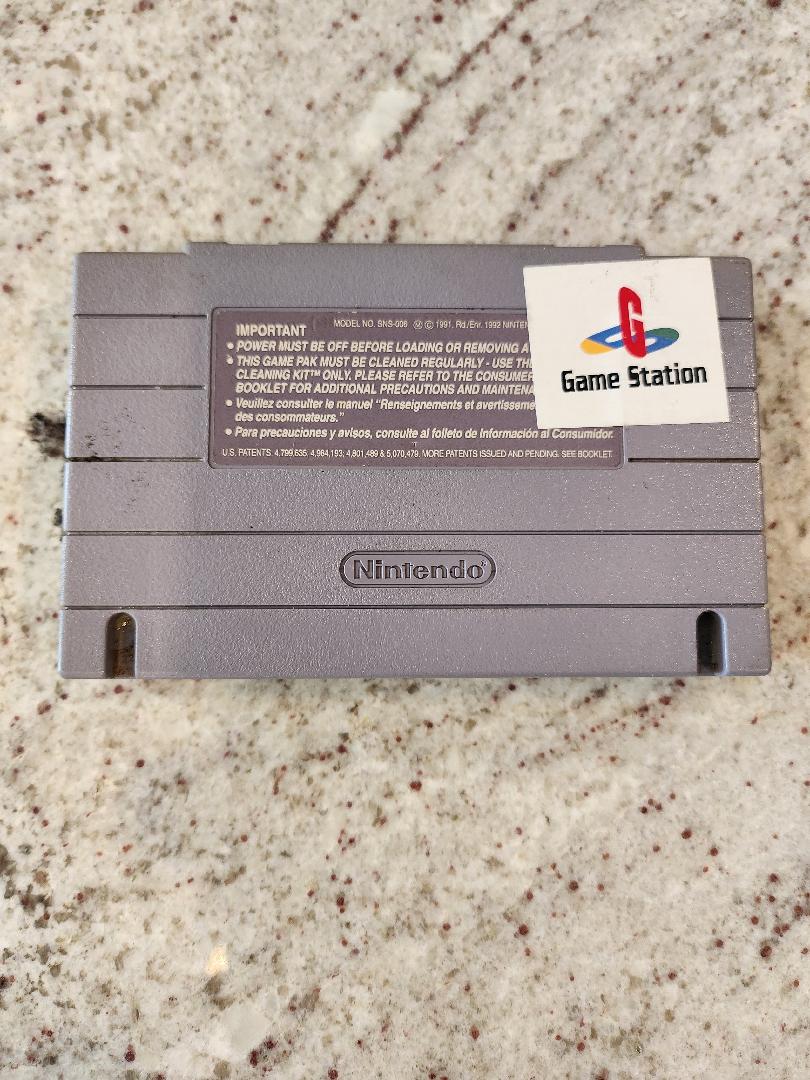 IMPORTANT
MODEL NO. SNS-006 Ⓜ © 1991, Rd./Enr. 1992 NINTEN
• POWER MUST BE OFF BEFORE LOADING OR REMOVING A
• THIS GAME PAK MUST BE CLEANED REGULARLY - USE THE
CLEANING KIT™ ONLY. PLEASE REFER TO THE CONSUMER
BOOKLET FOR ADDITIONAL PRECAUTIONS AND MAINTENA
• Veuillez consulter le manuel "Renseignements et avertisseme
des consommateurs."
• Para precauciones y avisos, consulte al folleto de Información al Consumidor.
U.S. PATENTS: 4,799,635; 4,984,193; 4,801,489 & 5,070,479. MORE PATENTS ISSUED AND PENDING. SEE BOOKLET.
G
Game Station
Nintendo®